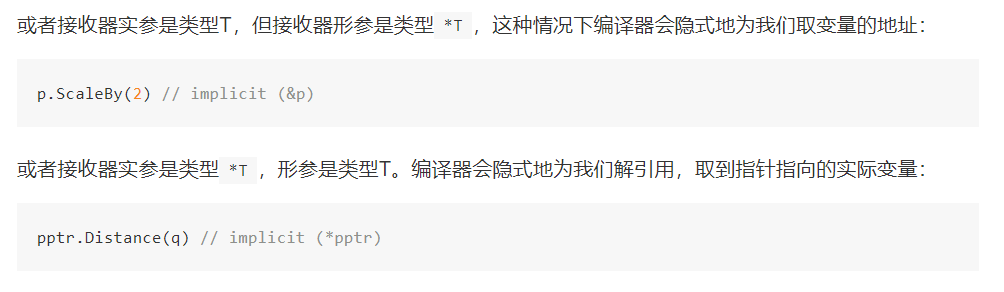 或者接收器实参是类型T，但接收器形参是类型 *T ，这种情况下编译器会隐式地为我们取变量的地址：
p.ScaleBy(2) // implicit (&p)
或者接收器实参是类型 *T ，形参是类型T。编译器会隐式地为我们解引用，取到指针指向的实际变量：
pptr.Distance(q) // implicit (*pptr)